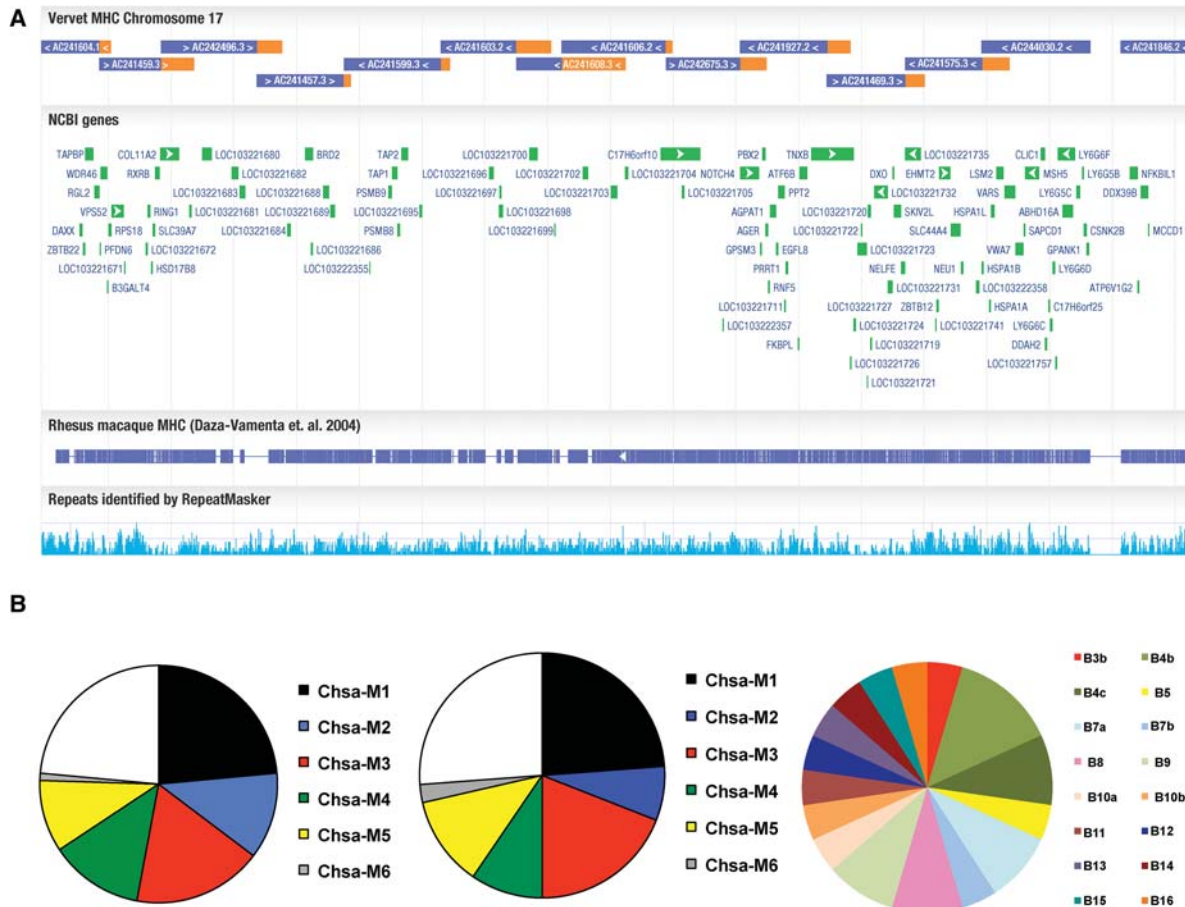 A
Vervet MHC Chromosome 17
< AC241604.1 <
> AC242496.3 >
< AC241603.2 <
> AC241606.2 <
> AC241927.2 <
> AC244030.2 <
< AC241846.2 <
> AC241459.3 >
> AC241457.3 >
> AC241599.3 >
< AC241608.3 <
< AC242675.3 >
> AC241469.3 >
> AC241575.3 >
NCBI genes
TAPBP COL11A2 LOC103221680 BRD2 TAP2 LOC103221700 C17H6orf10 PBX2 TNXB LOC103221735 CLIC1 LY6G6F
WDR46 RXRB LOC103221682 TAP1 LOC103221696 LOC103221702 LOC103221704 NOTCH4 ATF6B DXO EHMT2 LSM2 MSH5 LY6G5B NFKBIL1
RGL2 LOC103221683 LOC103221688 PSMB9 LOC103221697 LOC103221703 LOC103221705 PPT2 LOC103221732 VARS LY6G5C DDX39B
VPS52 RING1 LOC103221681 LOC103221689 LOC103221695 LOC103221698 AGPAT1 LOC103221720 SKIV2L HSPA1L ABHD16A
DAXX RPS18 SLC39A7 LOC103221684 PSMB8 LOC103221699 AGER LOC103221722 SLC44A4 SAPCD1 CSNK2B MCCD1
ZBTB22 PFDN6 LOC103221672 LOC103221686 GPSM3 EGFL8 LOC103221723 VWA7 GPANK1
LOC103221671 HSD17B8 LOC103222355 PRRT1 NELFE NEU1 HSPA1B LY6G6D
B3GALT4 RNF5 LOC103221731 LOC103222358 ATP6V1G2
LOC103221711 LOC103221727 ZBTB12 HSPA1A C17H6orf25
LOC103222357 LOC103221724 LOC103221741 LY6G6C
FKBPL LOC103221719 DDAH2
LOC103221726 LOC103221757
LOC103221721
Rhesus macaque MHC (Daza-Vamenta et. al. 2004)
Repeats identified by RepeatMasker
B
Chsa-M1
Chsa-M2
Chsa-M3
Chsa-M4
Chsa-M5
Chsa-M6
Chsa-M1
Chsa-M2
Chsa-M3
Chsa-M4
Chsa-M5
Chsa-M6
B3b B4b
B4c B5
B7a B7b
B8 B9
B10a B10b
B11 B12
B13 B14
B15 B16